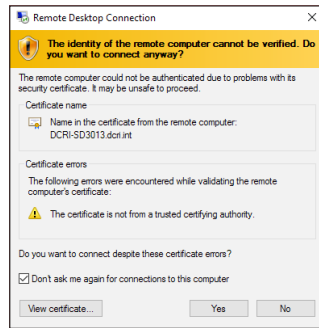 Remote Desktop Connection
The identity of the remote computer cannot be verified. Do
you want to connect anyway?
The remote computer could not be authenticated due to problems with its
security certificate. It may be unsafe to proceed.
Certificate name
Name in the certificate from the remote computer:
DCRI-SD3013.dcri.int
Certificate errors
The following errors were encountered while validating the remote
computer's certificate:
The certificate is not from a trusted certifying authority.
Do you want to connect despite these certificate errors?
Don't ask me again for connections to this computer
View certificate... Yes No